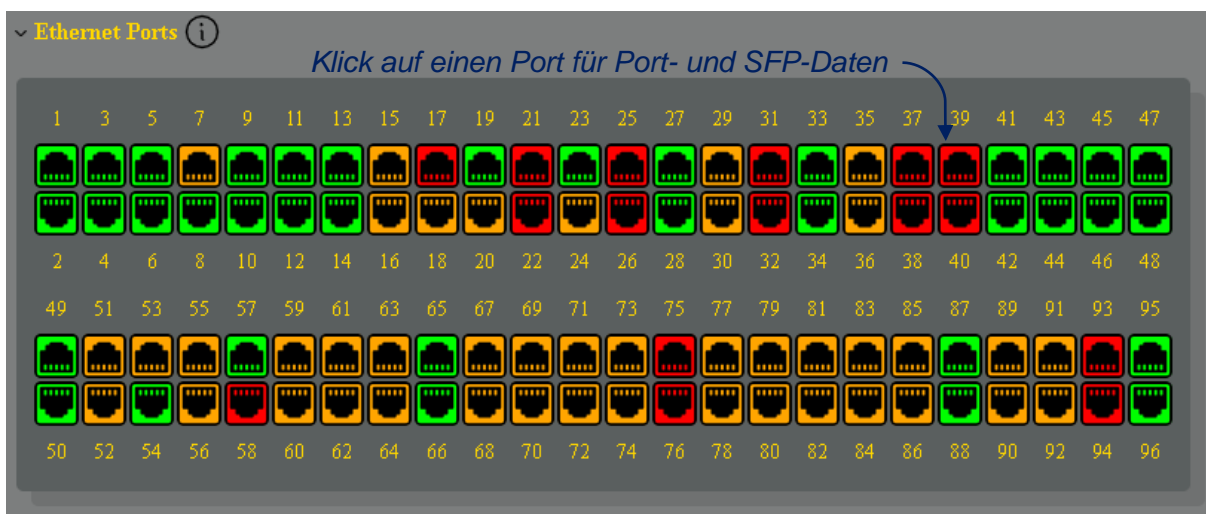 Ethernet Ports i
Klick auf einen Port für Port- und SFP-Daten
1 3 5 7 9 11 13 15 17 19 21 23 25 27 29 31 33 35 37 39 41 43 45 47
2 4 6 8 10 12 14 16 18 20 22 24 26 28 30 32 34 36 38 40 42 44 46 48
49 51 53 55 57 59 61 63 65 67 69 71 73 75 77 79 81 83 85 87 89 91 93 95
50 52 54 56 58 60 62 64 66 68 70 72 74 76 78 80 82 84 86 88 90 92 94 96